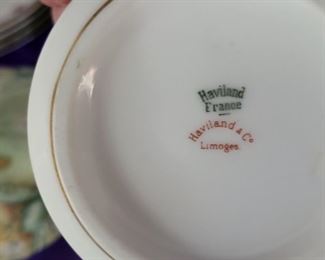 Haviland
France
Haviland & Co
Limoges